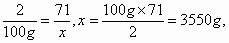 2/100g = 71/x, x = 100g×71/2 = 3550g,